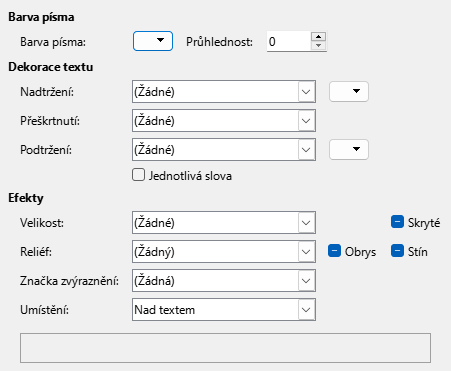 Barva písma
Barva písma: Průhlednost: 0
Dekorace textu
Nadtržení: (Žádné)
Přeškrtnutí: (Žádné)
Podtržení: (Žádné)
Jednotlivá slova
Efekty
Velikost: (Žádné) Skryté
Reliéf: (Žádný) Obrys Stín
Značka zvýraznění: (Žádná)
Umístění: Nad textem